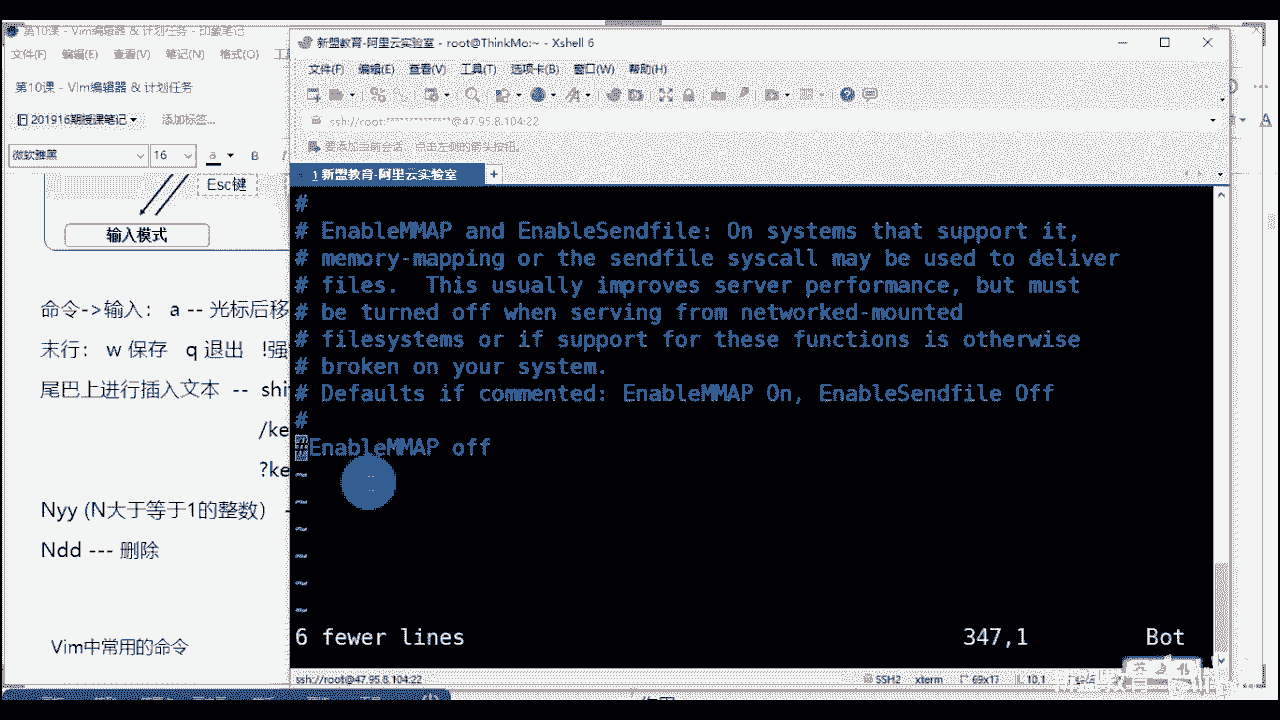 第10课 - Vim编辑器 & 计划任务 - 印象笔记
文件(F) 编辑(E) 查看(V) 笔记(N) 格式(O) 工
第10课 - Vim编辑器 & 计划任务
201916期授课笔记 添加标签...
微软雅黑 16 a B I
Esc键
输入模式
命令->输入： a -- 光标后移
末行： w 保存 q 退出 !强
尾巴上进行插入文本 -- shi
/ke
?ke
Nyy (N大于等于1的整数） -
Ndd --- 删除
Vim中常用的命令
新盟教育-阿里云实验室 - root@ThinkMo:~ - Xshell 6
文件(F) 编辑(E) 查看(V) 工具(T) 选项卡(B) 窗口(W) 帮助(H)
ssh://root:**************@47.95.8.104:22
要添加当前会话，点击左侧的箭头按钮。
1 新盟教育-阿里云实验室 +
#
# EnableMMAP and EnableSendfile: On systems that support it,
# memory-mapping or the sendfile syscall may be used to deliver
# files.  This usually improves server performance, but must
# be turned off when serving from networked-mounted
# filesystems or if support for these functions is otherwise
# broken on your system.
# Defaults if commented: EnableMMAP On, EnableSendfile Off
#
#EnableMMAP off
~
~
~
~
~
~
6 fewer lines 347,1 Bot
ssh://root@47.95.8.104:22 SSH2 xterm 69x17